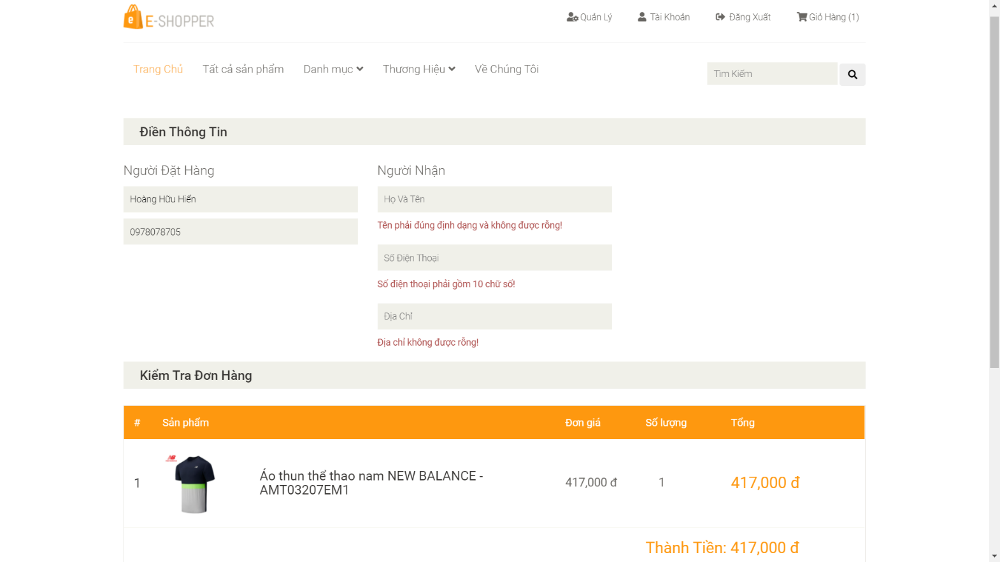 E-SHOPPER
Quản Lý
Tài Khoản
Đăng Xuất
Giỏ Hàng (1)
Trang Chủ
Tất cả sản phẩm
Danh mục
Thương Hiệu
Về Chúng Tôi
Tìm Kiếm
Điền Thông Tin
Người Đặt Hàng
Hoàng Hữu Hiển
0978078705
Người Nhận
Họ Và Tên
Tên phải đúng định dạng và không được rỗng!
Số Điện Thoại
Số điện thoại phải gồm 10 chữ số!
Địa Chỉ
Địa chỉ không được rỗng!
Kiểm Tra Đơn Hàng
# Sản phẩm Đơn giá Số lượng Tổng
1
Áo thun thể thao nam NEW BALANCE -
AMT03207EM1
417,000 đ
1
417,000 đ
Thành Tiền: 417,000 đ